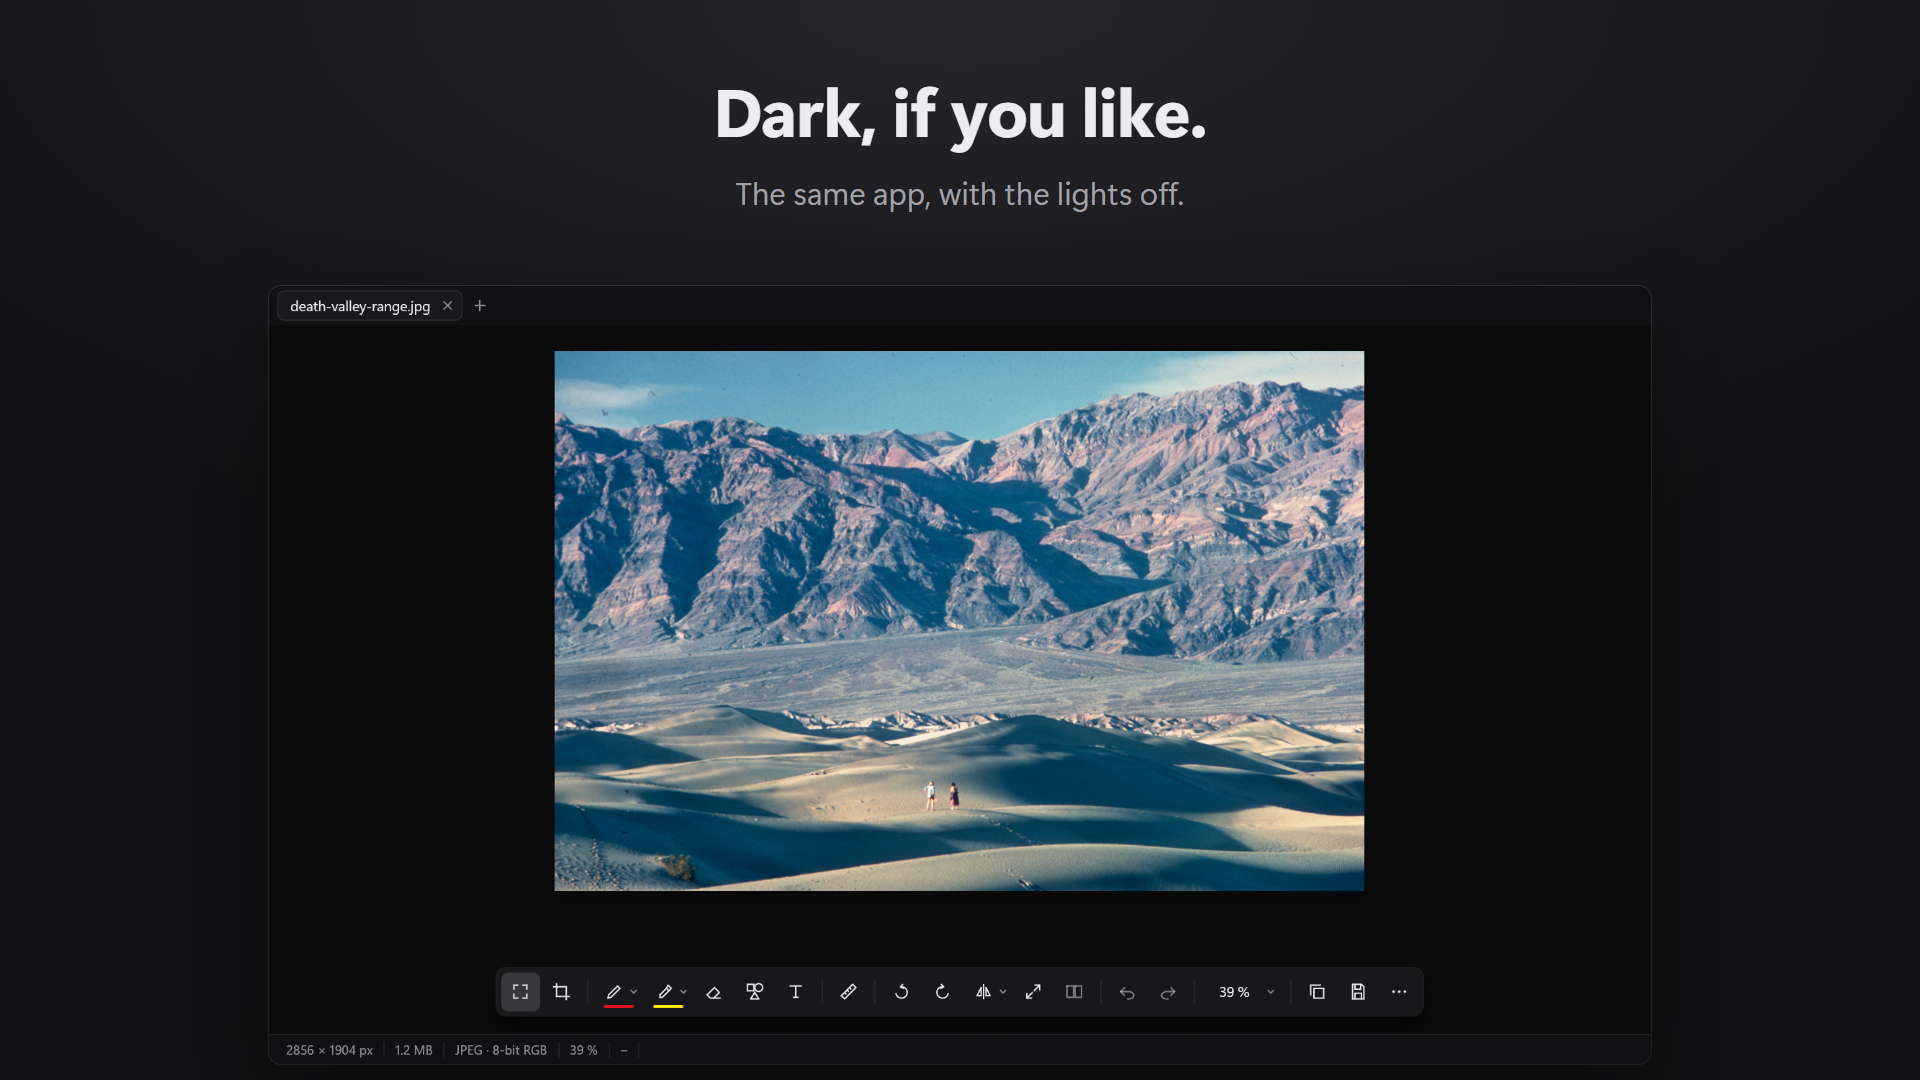 Dark, if you like.
The same app, with the lights off.
death-valley-range.jpg
39 %
2856 × 1904 px
1.2 MB
JPEG · 8-bit RGB
39 %
–